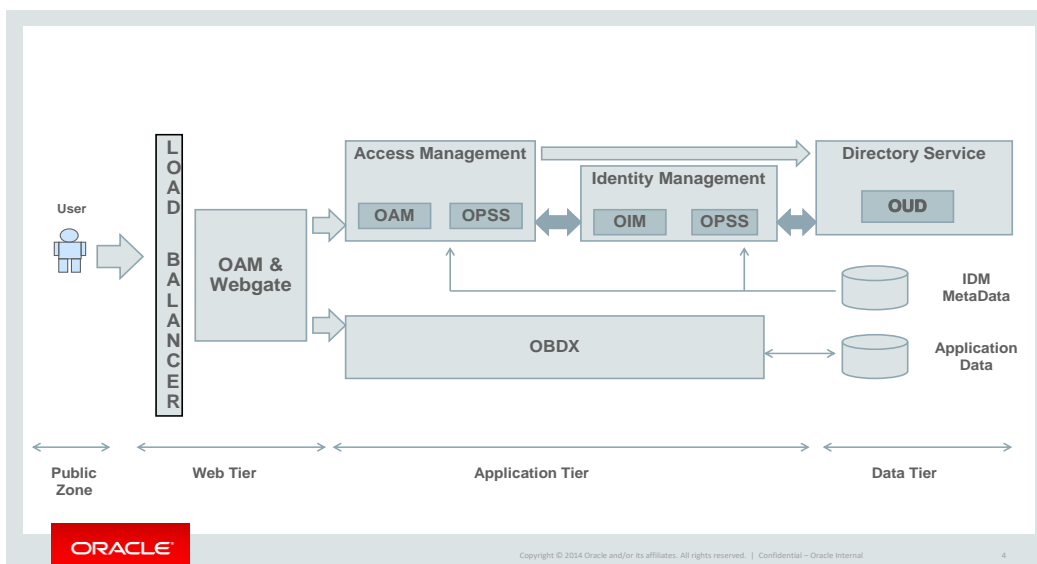 User
LOAD BALANCER
OAM &
Webgate
Access Management
OAM
OPSS
Identity Management
OIM
OPSS
Directory Service
OUD
IDM
MetaData
OBDX
Application
Data
Public
Zone
Web Tier
Application Tier
Data Tier
ORACLE®
Copyright © 2014 Oracle and/or its affiliates. All rights reserved. | Confidential – Oracle Internal
4